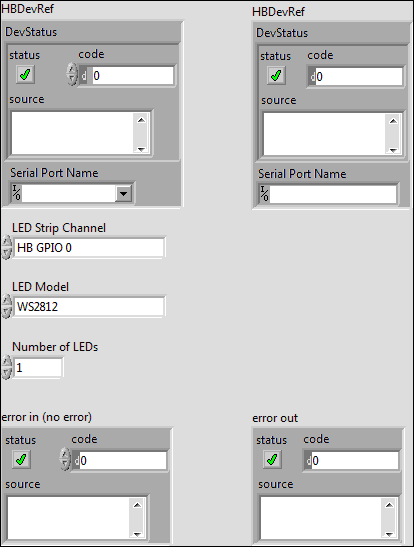 HBDevRef
DevStatus
status code
d 0
source
Serial Port Name
I/0
LED Strip Channel
HB GPIO 0
LED Model
WS2812
Number of LEDs
1
error in (no error)
status code
d 0
source
HBDevRef
DevStatus
status code
d 0
source
Serial Port Name
I/0
error out
status code
d 0
source